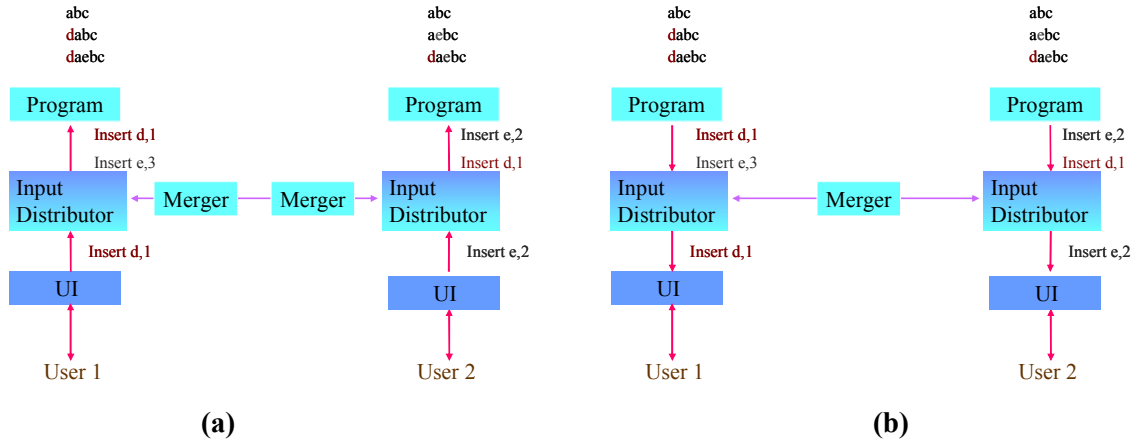 abc
dabc
daebc
Program
Insert d,1
Insert e,3
Input
Distributor
Insert d,1
UI
User 1
Merger
Merger
abc
aebc
daebc
Program
Insert e,2
Insert d,1
Input
Distributor
Insert e,2
UI
User 2
(a)
abc
dabc
daebc
Program
Insert d,1
Insert e,3
Input
Distributor
Insert d,1
UI
User 1
Merger
abc
aebc
daebc
Program
Insert e,2
Insert d,1
Input
Distributor
Insert e,2
UI
User 2
(b)